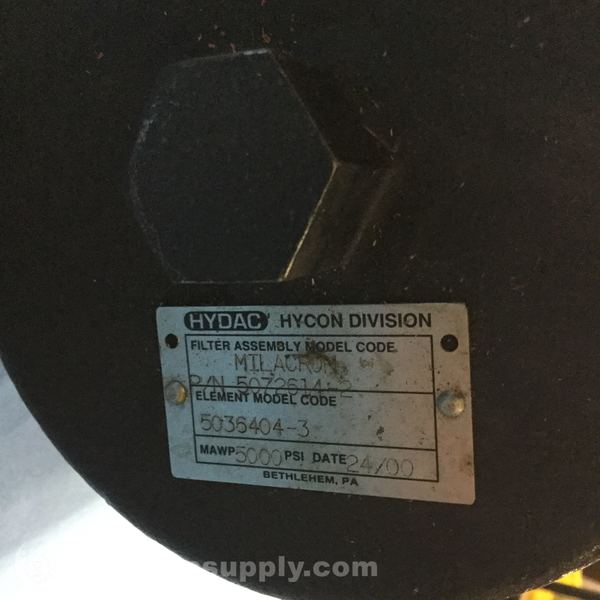 HYDAC HYCON DIVISION
FILTER ASSEMBLY MODEL CODE
MILACRON
P/N 5072614-2
ELEMENT MODEL CODE
5036404-3
MAWP 5000 PSI DATE 24/00
BETHLEHEM, PA
supply.com